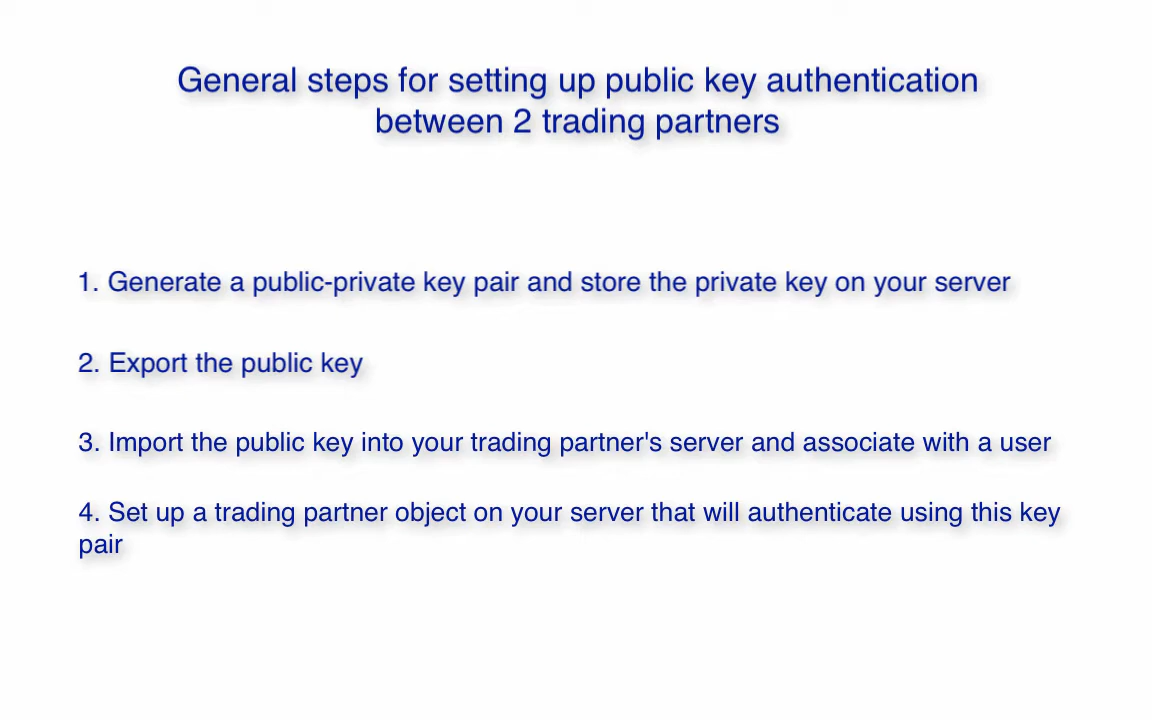 General steps for setting up public key authentication
between 2 trading partners
1. Generate a public-private key pair and store the private key on your server
2. Export the public key
3. Import the public key into your trading partner's server and associate with a user
4. Set up a trading partner object on your server that will authenticate using this key
pair